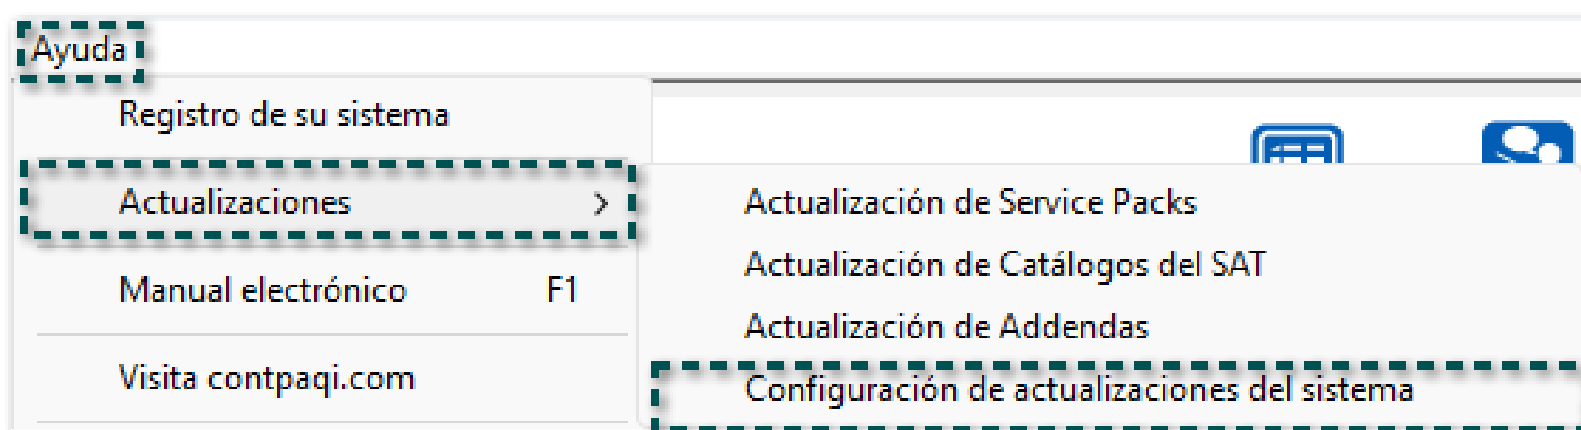 Ayuda
Registro de su sistema
Actualizaciones >
Manual electrónico F1
Visita contpaqi.com
Actualización de Service Packs
Actualización de Catálogos del SAT
Actualización de Addendas
Configuración de actualizaciones del sistema